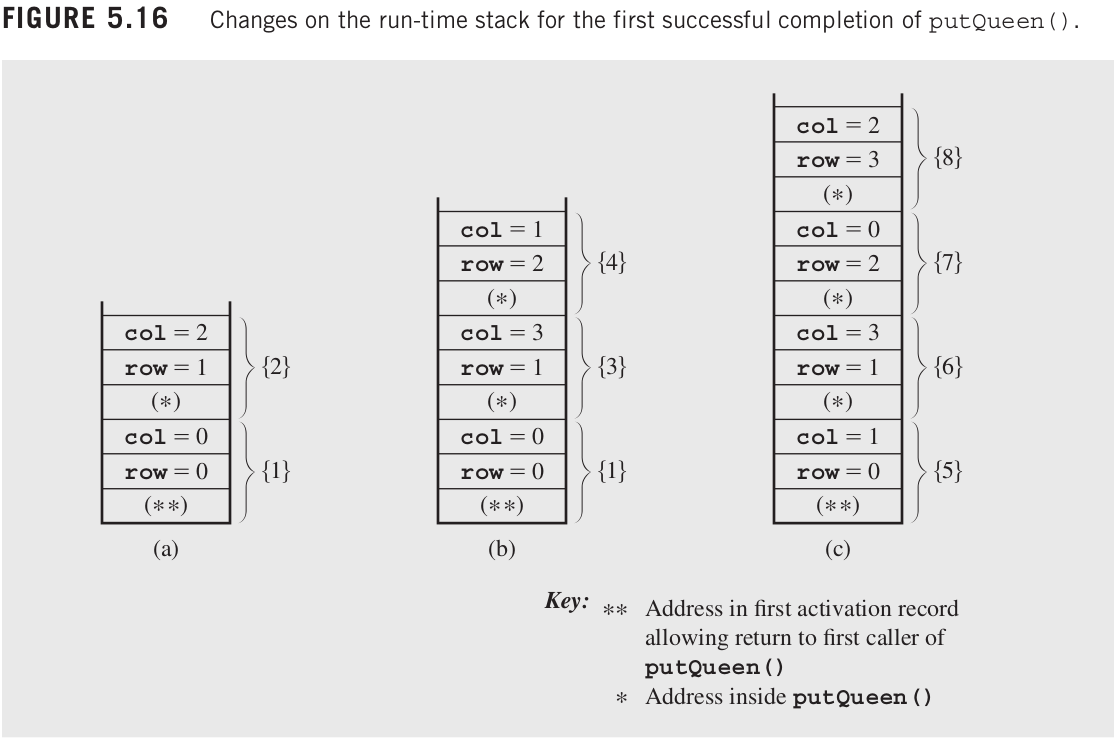 FIGURE 5.16 Changes on the run-time stack for the first successful completion of putQueen().
col = 2
row = 1
(*)
{2}
col = 0
row = 0
(**)
{1}
(a)
col = 1
row = 2
(*)
{4}
col = 3
row = 1
(*)
{3}
col = 0
row = 0
(**)
{1}
(b)
col = 2
row = 3
(*)
{8}
col = 0
row = 2
(*)
{7}
col = 3
row = 1
(*)
{6}
col = 1
row = 0
(**)
{5}
(c)
Key: ** Address in first activation record
allowing return to first caller of
putQueen()
* Address inside putQueen()